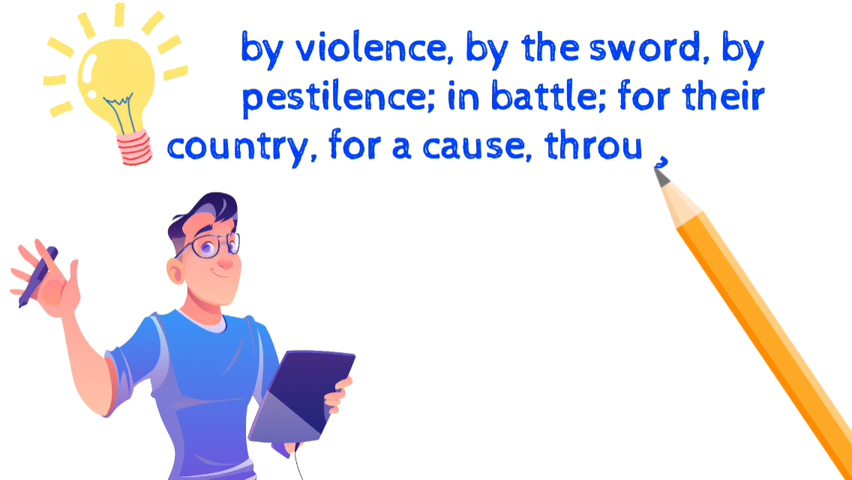 by violence, by the sword, by
pestilence; in battle; for their
country, for a cause, throu